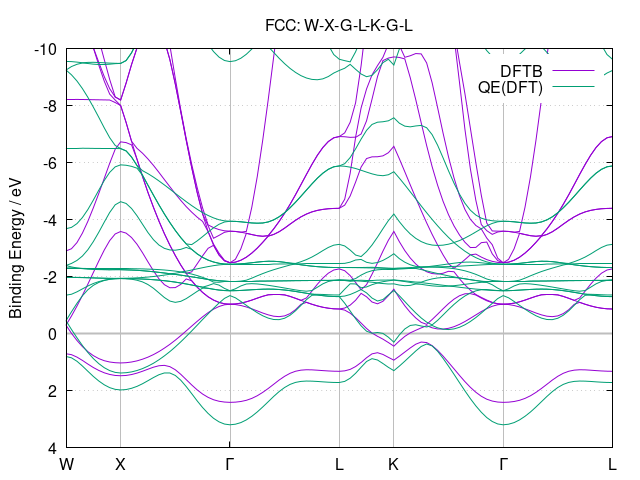 FCC: W-X-G-L-K-G-L
DFTB
QE(DFT)
Binding Energy / eV
-10
-8
-6
-4
-2
0
2
4
W X Γ L K Γ L